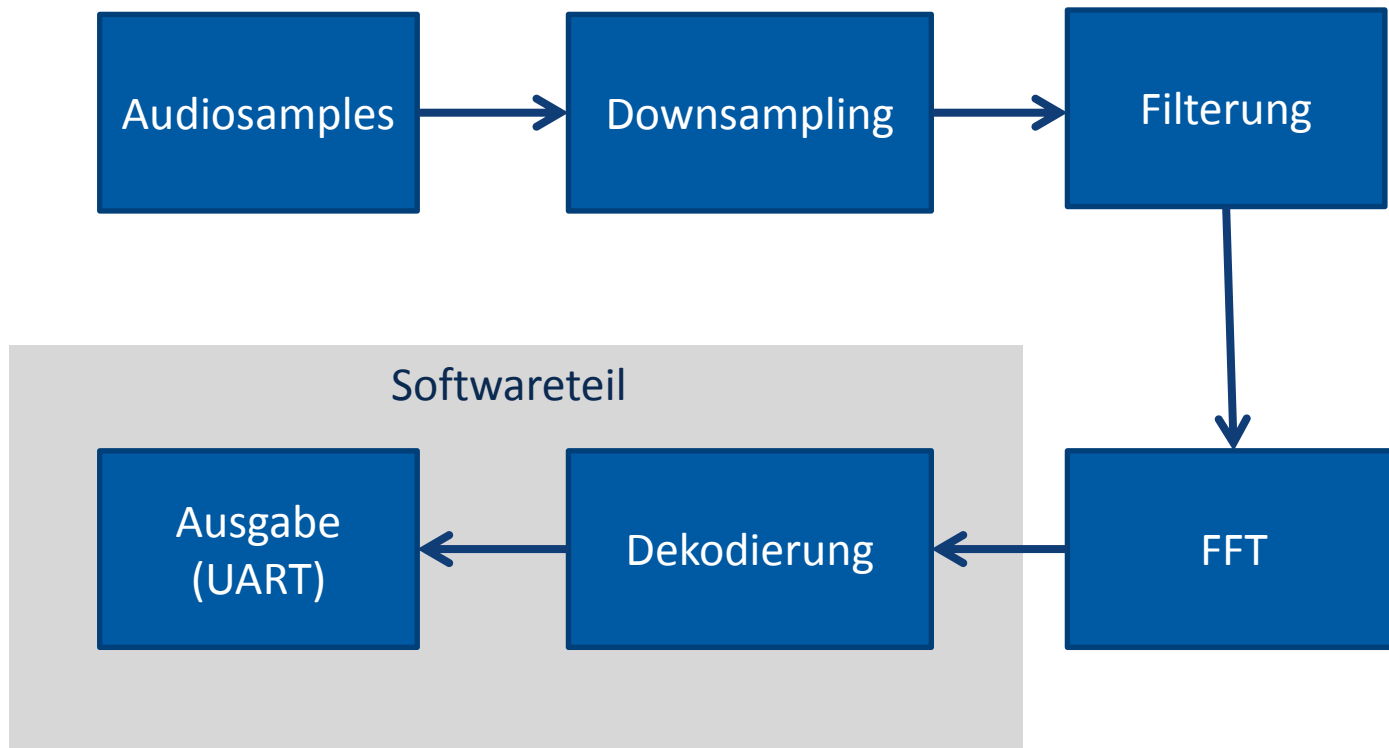 Audiosamples
Downsampling
Filterung
Softwareteil
Ausgabe
(UART)
Dekodierung
FFT